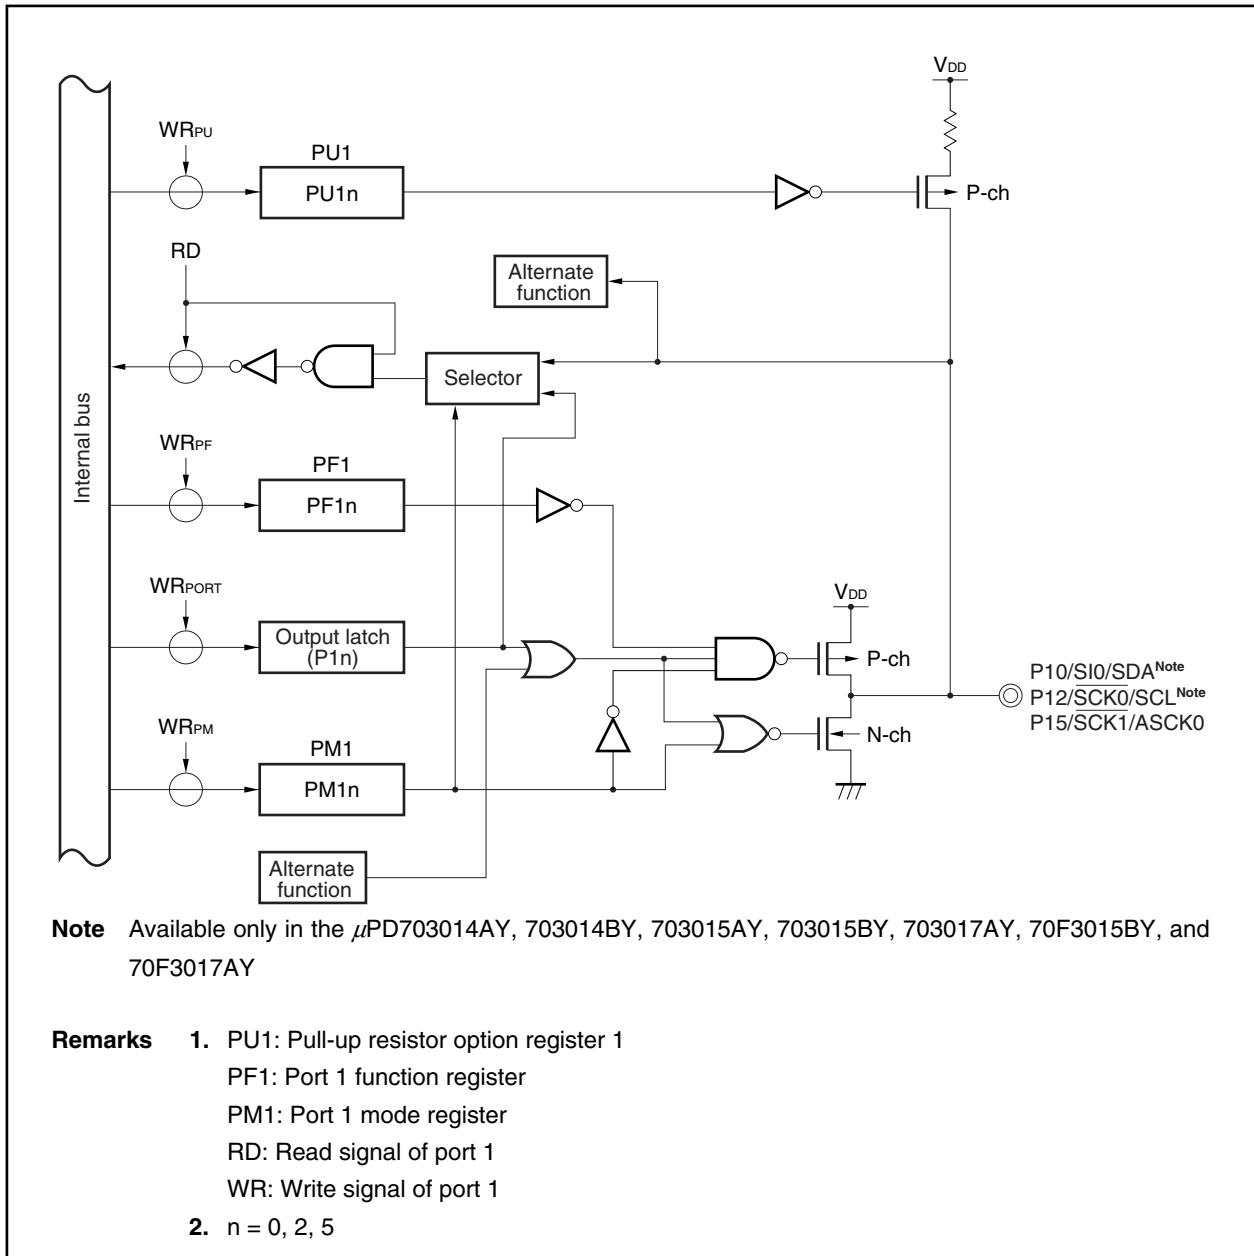 VDD
WRPU
PU1
PU1n
P-ch
RD
Alternate
function
Selector
Internal bus
WRPF
PF1
PF1n
WRPORT
VDD
Output latch
(P1n)
P-ch
P10/SI0/SDANote
P12/SCK0/SCLNote
P15/SCK1/ASCK0
N-ch
WRPM
PM1
PM1n
Alternate
function
Note Available only in the μPD703014AY, 703014BY, 703015AY, 703015BY, 703017AY, 70F3015BY, and
70F3017AY
Remarks 1. PU1: Pull-up resistor option register 1
PF1: Port 1 function register
PM1: Port 1 mode register
RD: Read signal of port 1
WR: Write signal of port 1
2. n = 0, 2, 5